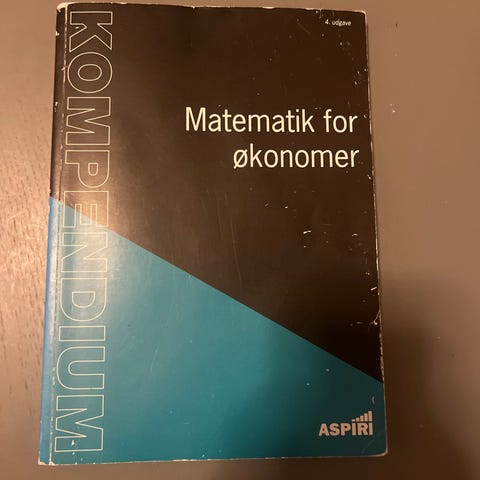 4. udgave
KOMPENDIUM
Matematik for
økonomer
ASPIRI